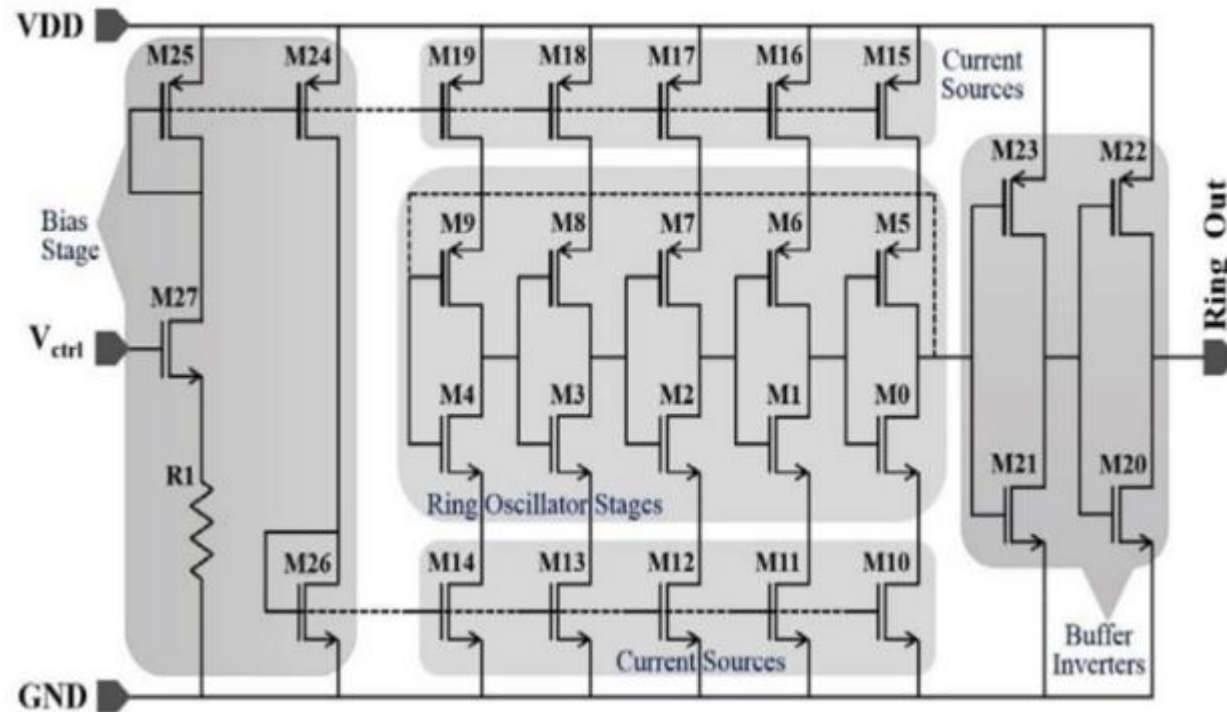 VDD
M25
M24
M19
M18
M17
M16
M15
Current
Sources
M23
M22
Bias
Stage
M9
M8
M7
M6
M5
Ring_Out
M27
Vctrl
M4
M3
M2
M1
M0
R1
M21
M20
Ring Oscillator Stages
M26
M14
M13
M12
M11
M10
Current Sources
Buffer
Inverters
GND